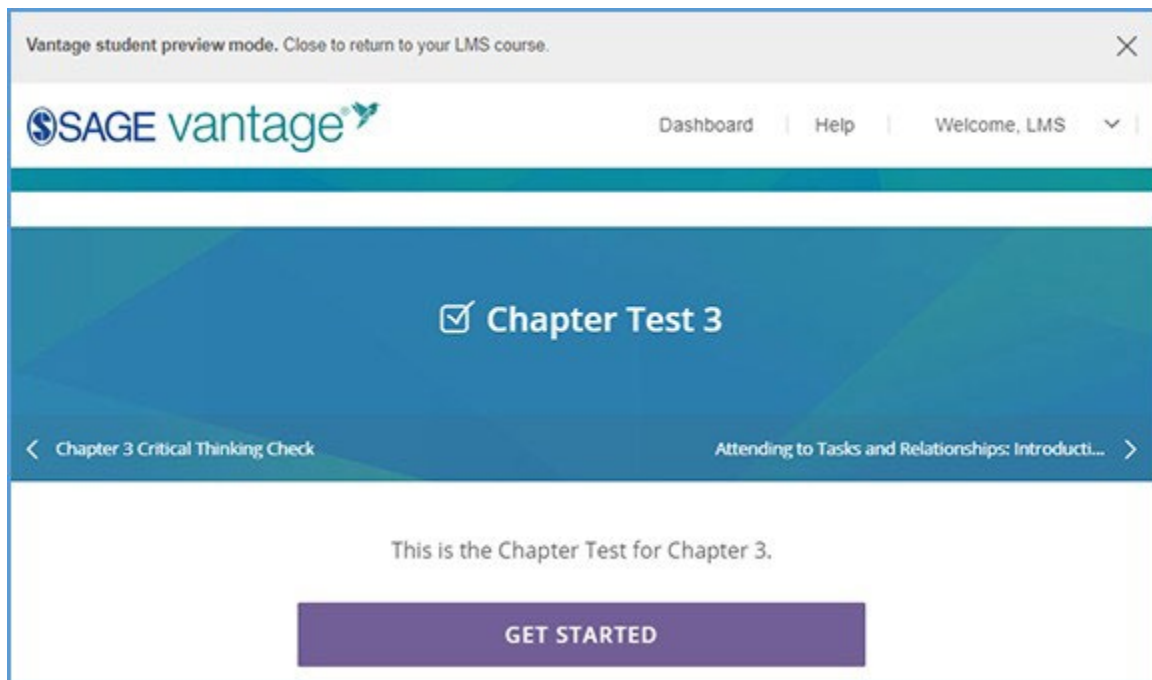 Vantage student preview mode. Close to return to your LMS course.
SAGE vantage®
Dashboard | Help | Welcome, LMS
Chapter Test 3
Chapter 3 Critical Thinking Check
Attending to Tasks and Relationships: Introducti...
This is the Chapter Test for Chapter 3.
GET STARTED